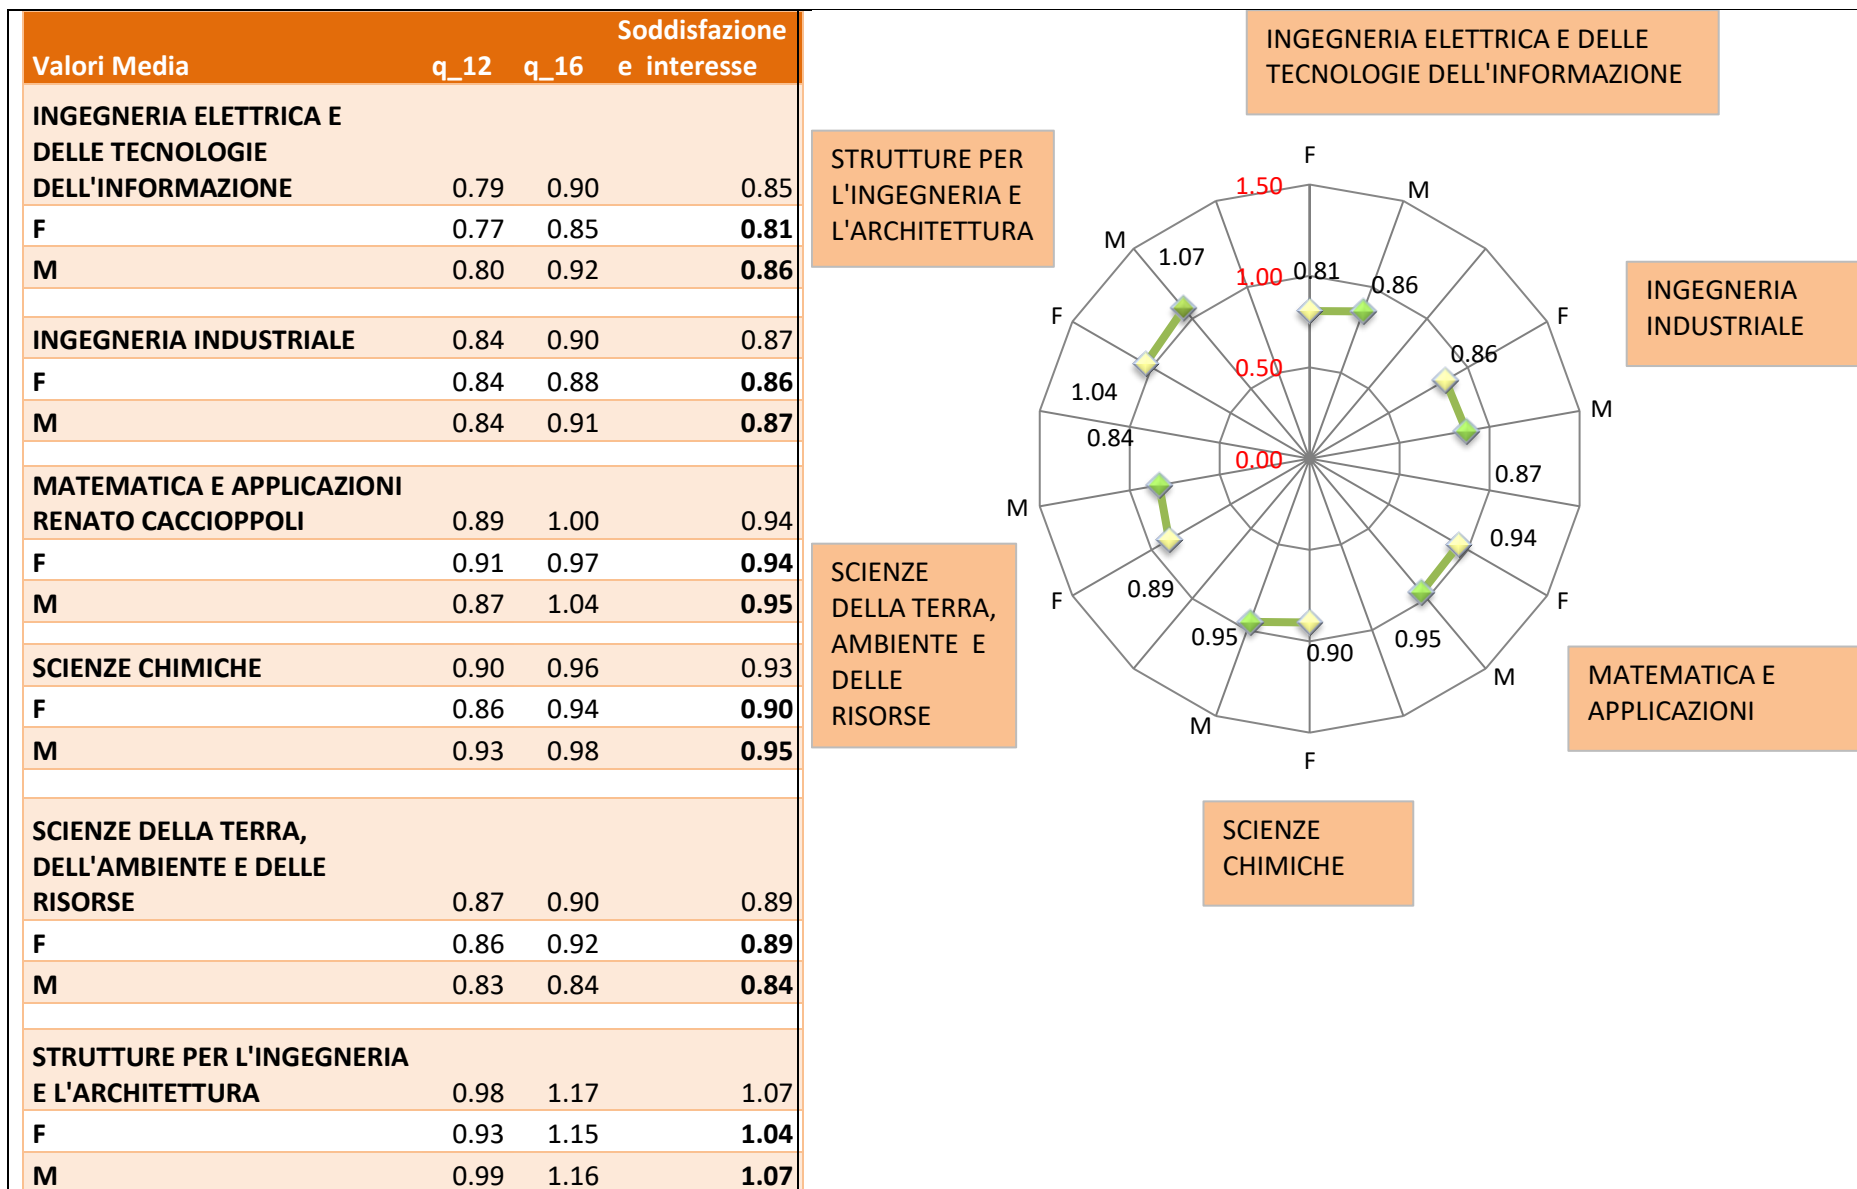 Valori Media q_12 q_16 Soddisfazione
e interesse
INGEGNERIA ELETTRICA E
DELLE TECNOLOGIE
DELL'INFORMAZIONE 0.79 0.90 0.85
F 0.77 0.85 0.81
M 0.80 0.92 0.86
INGEGNERIA INDUSTRIALE 0.84 0.90 0.87
F 0.84 0.88 0.86
M 0.84 0.91 0.87
MATEMATICA E APPLICAZIONI
RENATO CACCIOPPOLI 0.89 1.00 0.94
F 0.91 0.97 0.94
M 0.87 1.04 0.95
SCIENZE CHIMICHE 0.90 0.96 0.93
F 0.86 0.94 0.90
M 0.93 0.98 0.95
SCIENZE DELLA TERRA,
DELL'AMBIENTE E DELLE
RISORSE 0.87 0.90 0.89
F 0.86 0.92 0.89
M 0.83 0.84 0.84
STRUTTURE PER L'INGEGNERIA
E L'ARCHITETTURA 0.98 1.17 1.07
F 0.93 1.15 1.04
M 0.99 1.16 1.07
INGEGNERIA ELETTRICA E DELLE
TECNOLOGIE DELL'INFORMAZIONE
STRUTTURE PER
L'INGEGNERIA E
L'ARCHITETTURA
INGEGNERIA
INDUSTRIALE
MATEMATICA E
APPLICAZIONI
SCIENZE
CHIMICHE
SCIENZE
DELLA TERRA,
AMBIENTE E
DELLE
RISORSE
F
M
F
M
F
M
F
M
F
M
F
M
1.50
1.00
0.50
0.00
0.81
0.86
0.86
0.87
0.94
0.95
0.90
0.95
0.89
0.84
1.04
1.07